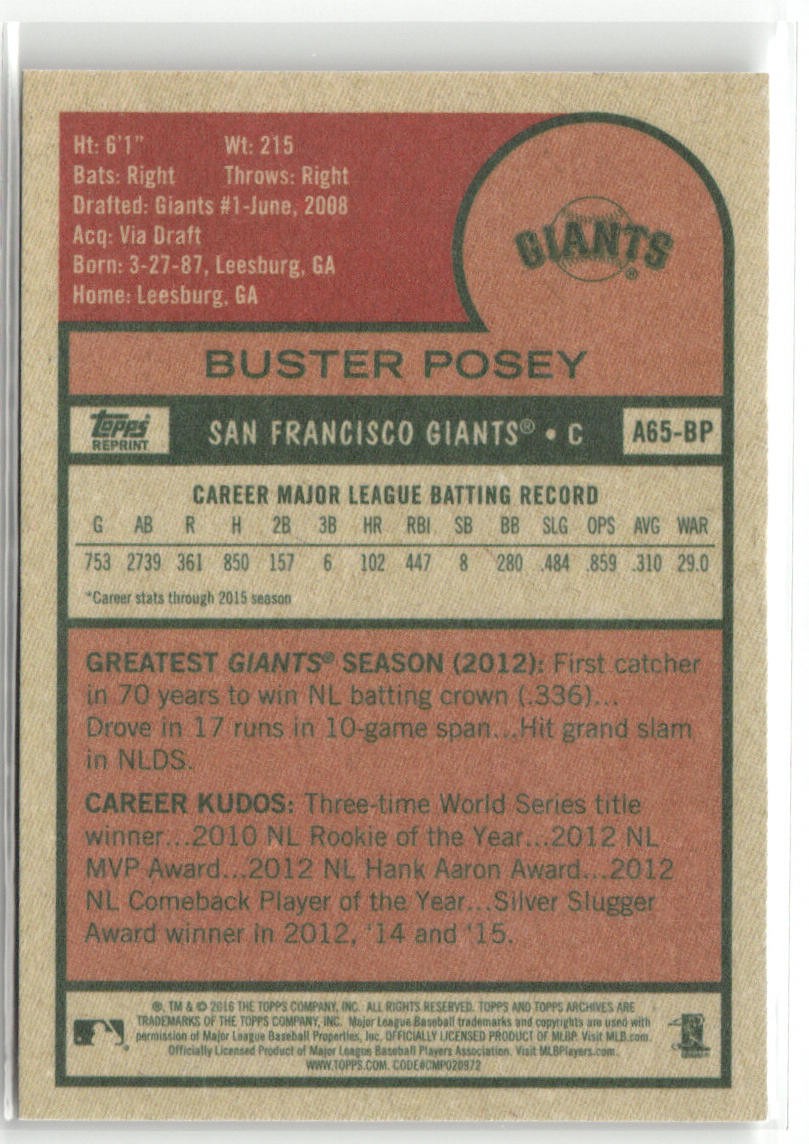 Ht: 6'1" Wt: 215
Bats: Right Throws: Right
Drafted: Giants #1-June, 2008
Acq: Via Draft
Born: 3-27-87, Leesburg, GA
Home: Leesburg, GA
GIANTS®
BUSTER POSEY
Topps REPRINT
SAN FRANCISCO GIANTS® • C
A65-BP
CAREER MAJOR LEAGUE BATTING RECORD
G AB R H 2B 3B HR RBI SB BB SLG OPS AVG WAR
753 2739 361 850 157 6 102 447 8 280 .484 .859 .310 29.0
*Career stats through 2015 season
GREATEST GIANTS® SEASON (2012): First catcher
in 70 years to win NL batting crown (.336)...
Drove in 17 runs in 10-game span...Hit grand slam
in NLDS.
CAREER KUDOS: Three-time World Series title
winner...2010 NL Rookie of the Year...2012 NL
MVP Award...2012 NL Hank Aaron Award...2012
NL Comeback Player of the Year...Silver Slugger
Award winner in 2012, '14 and '15.
®, TM & © 2016 THE TOPPS COMPANY, INC. ALL RIGHTS RESERVED. TOPPS AND TOPPS ARCHIVES ARE
TRADEMARKS OF THE TOPPS COMPANY, INC. Major League Baseball trademarks and copyrights are used with
permission of Major League Baseball Properties, Inc. OFFICIALLY LICENSED PRODUCT OF MLBP. Visit MLB.com.
Officially Licensed Product of Major League Baseball Players Association. Visit MLBPlayers.com.
WWW.TOPPS.COM. CODE#CMP020972